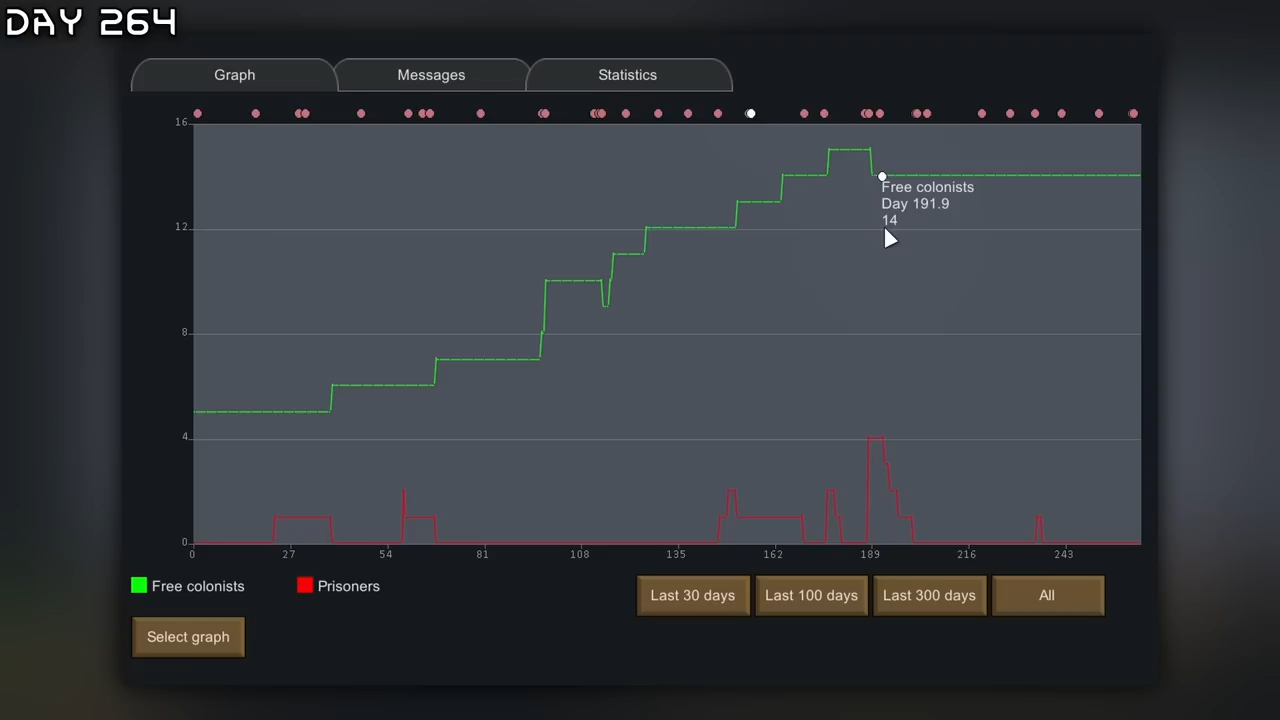 DAY 264
Graph
Messages
Statistics
16
12
8
4
0
Free colonists
Day 191.9
14
0 27 54 81 108 135 162 189 216 243
Free colonists
Prisoners
Last 30 days
Last 100 days
Last 300 days
All
Select graph